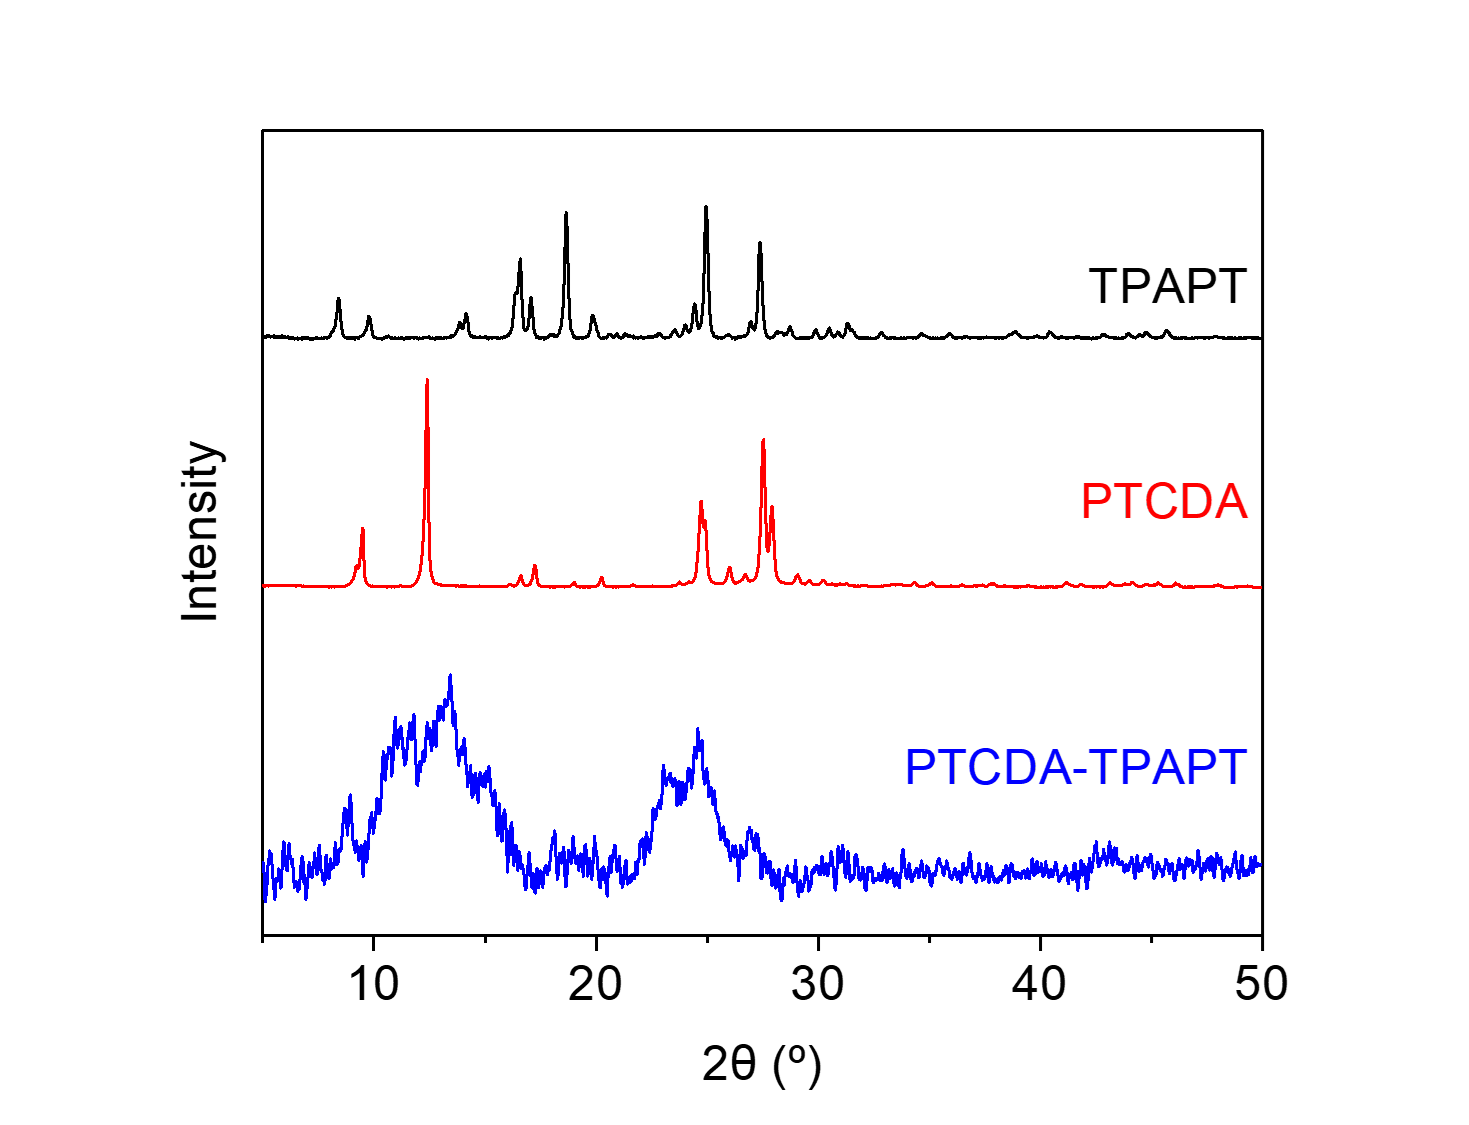 TPAPT
PTCDA
PTCDA-TPAPT
Intensity
10 20 30 40 50
2θ (º)